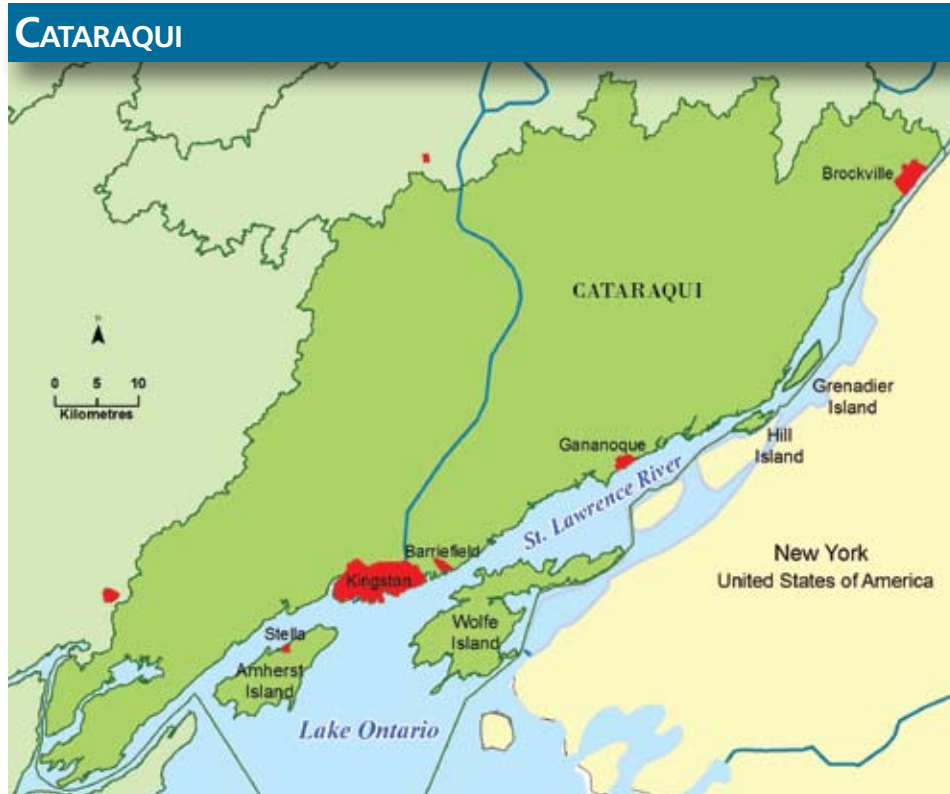 CATARAQUI
Brockville
CATARAQUI
0 5 10
Kilometres
Grenadier
Island
Hill
Island
Gananoque
St. Lawrence River
New York
United States of America
Barriefield
Kingston
Wolfe
Island
Stella
Amherst
Island
Lake Ontario